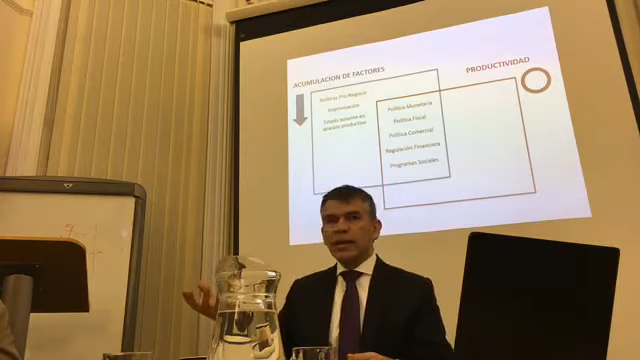 ACUMULACION DE FACTORES
PRODUCTIVIDAD
Políticas Pro-Negocio
Improvisación
Estado ausente en
aparato productivo
Política Monetaria
Política Fiscal
Política Comercial
Regulación Financiera
Programas Sociales